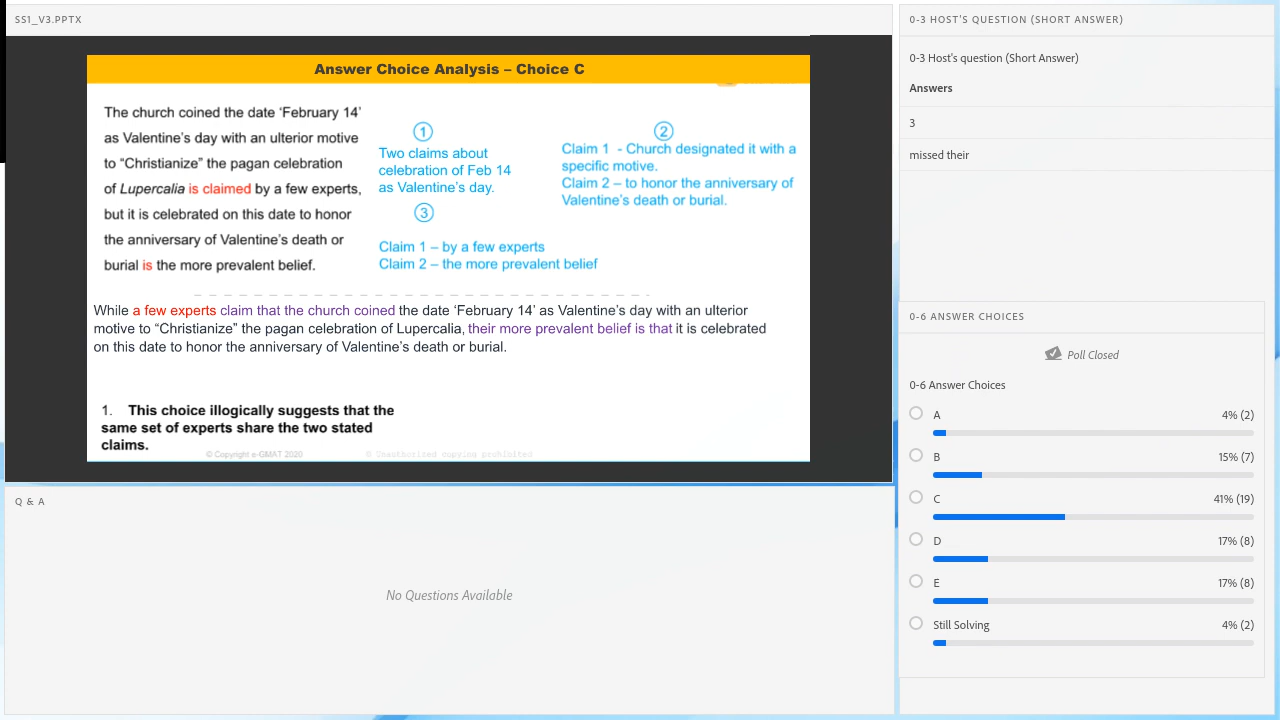 SS1_V3.PPTX
Answer Choice Analysis – Choice C
The church coined the date ‘February 14’
as Valentine’s day with an ulterior motive
to “Christianize” the pagan celebration
of Lupercalia is claimed by a few experts,
but it is celebrated on this date to honor
the anniversary of Valentine’s death or
burial is the more prevalent belief.
1
Two claims about
celebration of Feb 14
as Valentine’s day.
2
Claim 1 - Church designated it with a
specific motive.
Claim 2 – to honor the anniversary of
Valentine’s death or burial.
3
Claim 1 – by a few experts
Claim 2 – the more prevalent belief
While a few experts claim that the church coined the date ‘February 14’ as Valentine’s day with an ulterior
motive to “Christianize” the pagan celebration of Lupercalia, their more prevalent belief is that it is celebrated
on this date to honor the anniversary of Valentine’s death or burial.
1. This choice illogically suggests that the
same set of experts share the two stated
claims.
© Copyright e-GMAT 2020
© Unauthorized copying prohibited
Q & A
No Questions Available
0-3 HOST'S QUESTION (SHORT ANSWER)
0-3 Host's question (Short Answer)
Answers
3
missed their
0-6 ANSWER CHOICES
Poll Closed
0-6 Answer Choices
A 4% (2)
B 15% (7)
C 41% (19)
D 17% (8)
E 17% (8)
Still Solving 4% (2)